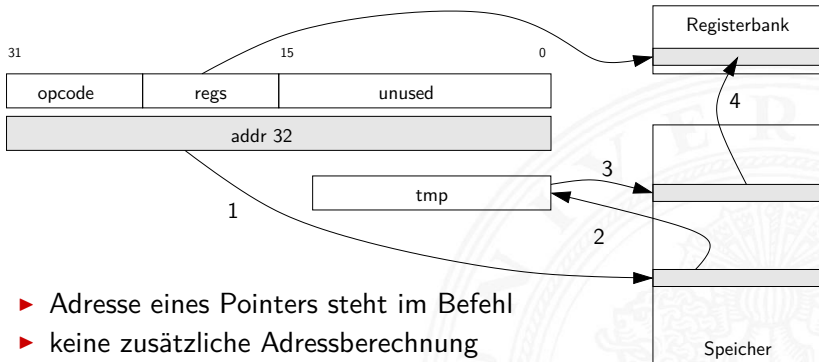 Registerbank
31 15 0
opcode regs unused
4
addr 32
3
tmp
1
2
► Adresse eines Pointers steht im Befehl
► keine zusätzliche Adressberechnung
Speicher